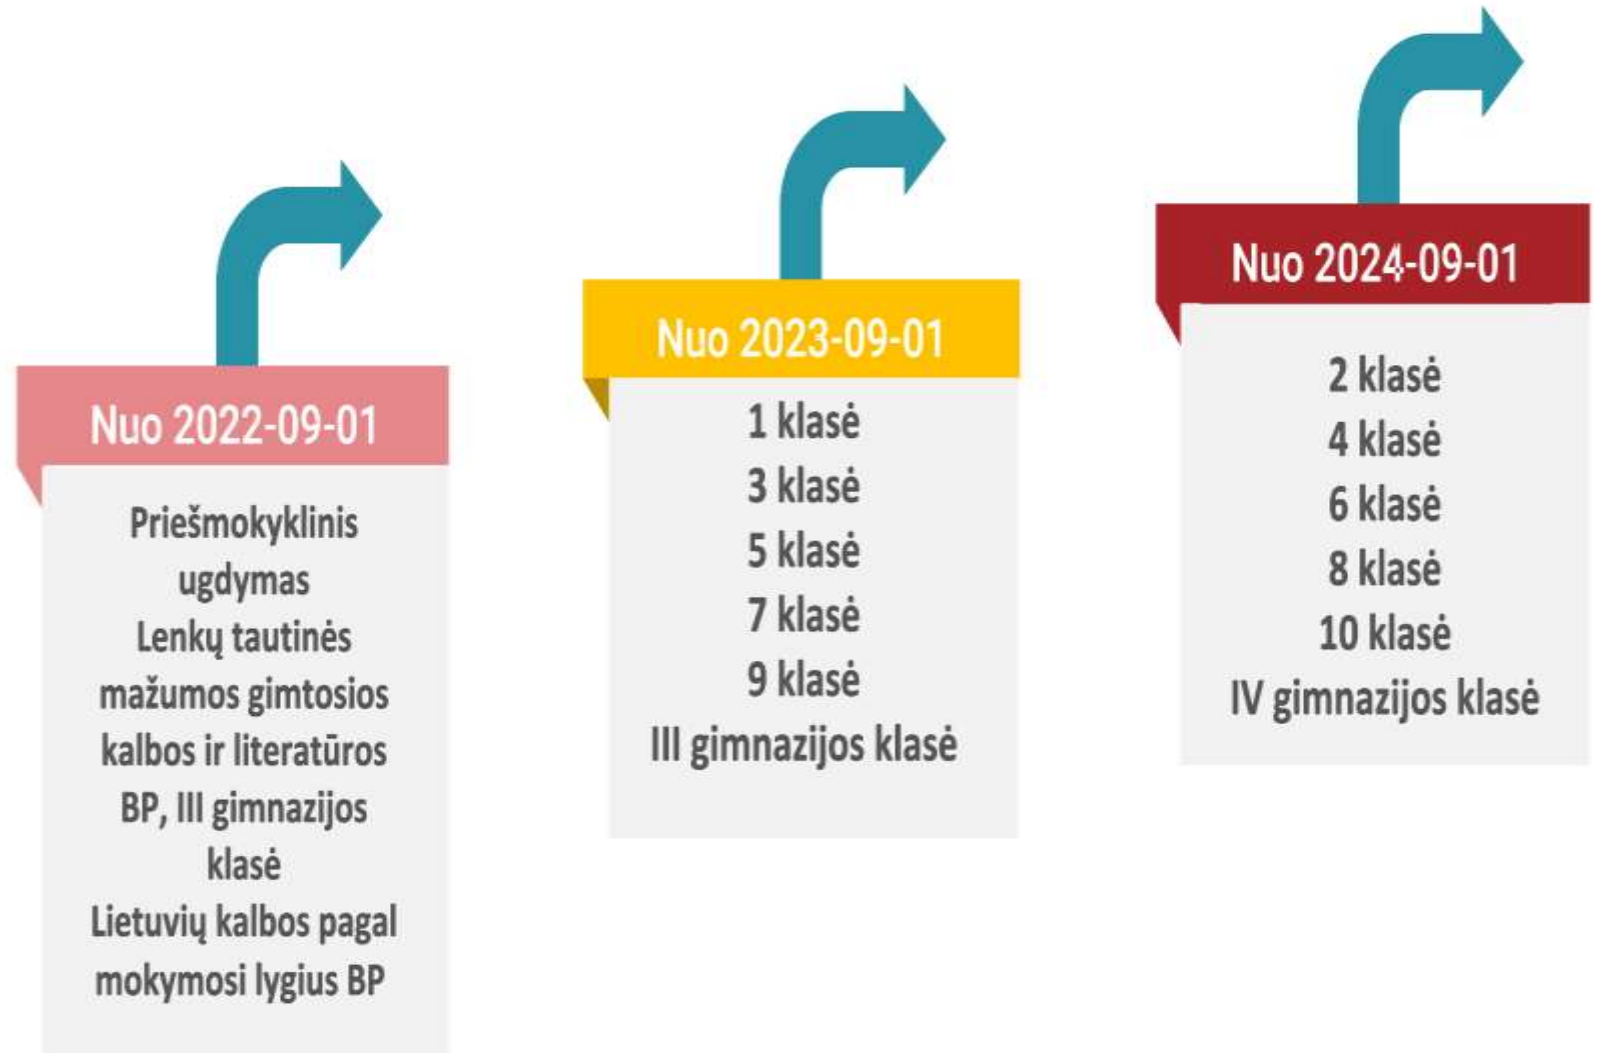 Nuo 2022-09-01
Priešmokyklinis
ugdymas
Lenkų tautinės
mažumos gimtosios
kalbos ir literatūros
BP, III gimnazijos
klasė
Lietuvių kalbos pagal
mokymosi lygius BP
Nuo 2023-09-01
1 klasė
3 klasė
5 klasė
7 klasė
9 klasė
III gimnazijos klasė
Nuo 2024-09-01
2 klasė
4 klasė
6 klasė
8 klasė
10 klasė
IV gimnazijos klasė